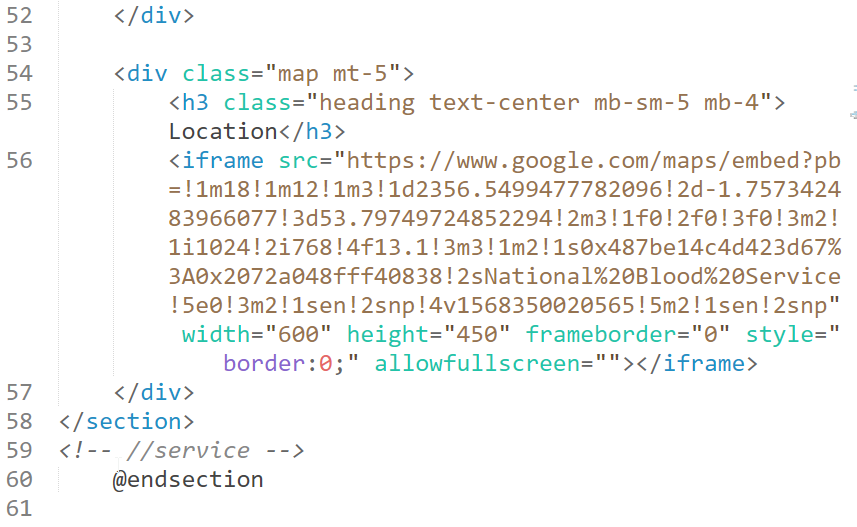 52 </div>
53
54 <div class="map mt-5">
55 <h3 class="heading text-center mb-sm-5 mb-4">
Location</h3>
56 <iframe src="https://www.google.com/maps/embed?pb
=!1m18!1m12!1m3!1d2356.5499477782096!2d-1.7573424
83966077!3d53.79749724852294!2m3!1f0!2f0!3f0!3m2!
1i1024!2i768!4f13.1!3m3!1m2!1s0x487be14c4d423d67%
3A0x2072a048fff40838!2sNational%20Blood%20Service
!5e0!3m2!1sen!2snp!4v1568350020565!5m2!1sen!2snp"
width="600" height="450" frameborder="0" style="
border:0;" allowfullscreen=""></iframe>
57 </div>
58 </section>
59 <!-- //service -->
60 @endsection
61